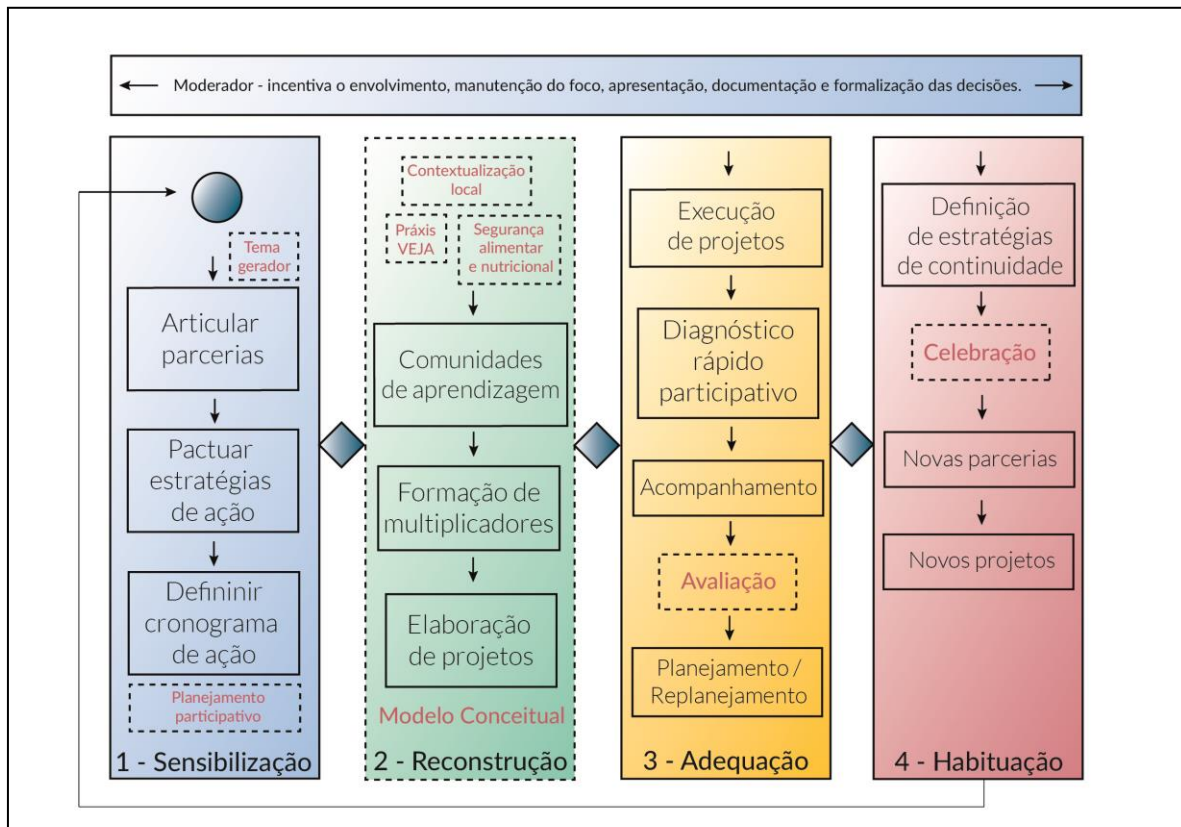 Moderador - incentiva o envolvimento, manutenção do foco, apresentação, documentação e formalização das decisões.
Tema
gerador
Articular
parcerias
Pactuar
estratégias
de ação
Defininir
cronograma
de ação
Planejamento
participativo
1 - Sensibilização
Contextualização
local
Práxis
VEJA
Segurança
alimentar
e nutricional
Comunidades
de aprendizagem
Formação de
multiplicadores
Elaboração
de projetos
Modelo Conceitual
2 - Reconstrução
Execução
de projetos
Diagnóstico
rápido
participativo
Acompanhamento
Avaliação
Planejamento /
Replanejamento
3 - Adequação
Definição
de estratégias
de continuidade
Celebração
Novas parcerias
Novos projetos
4 - Habituação